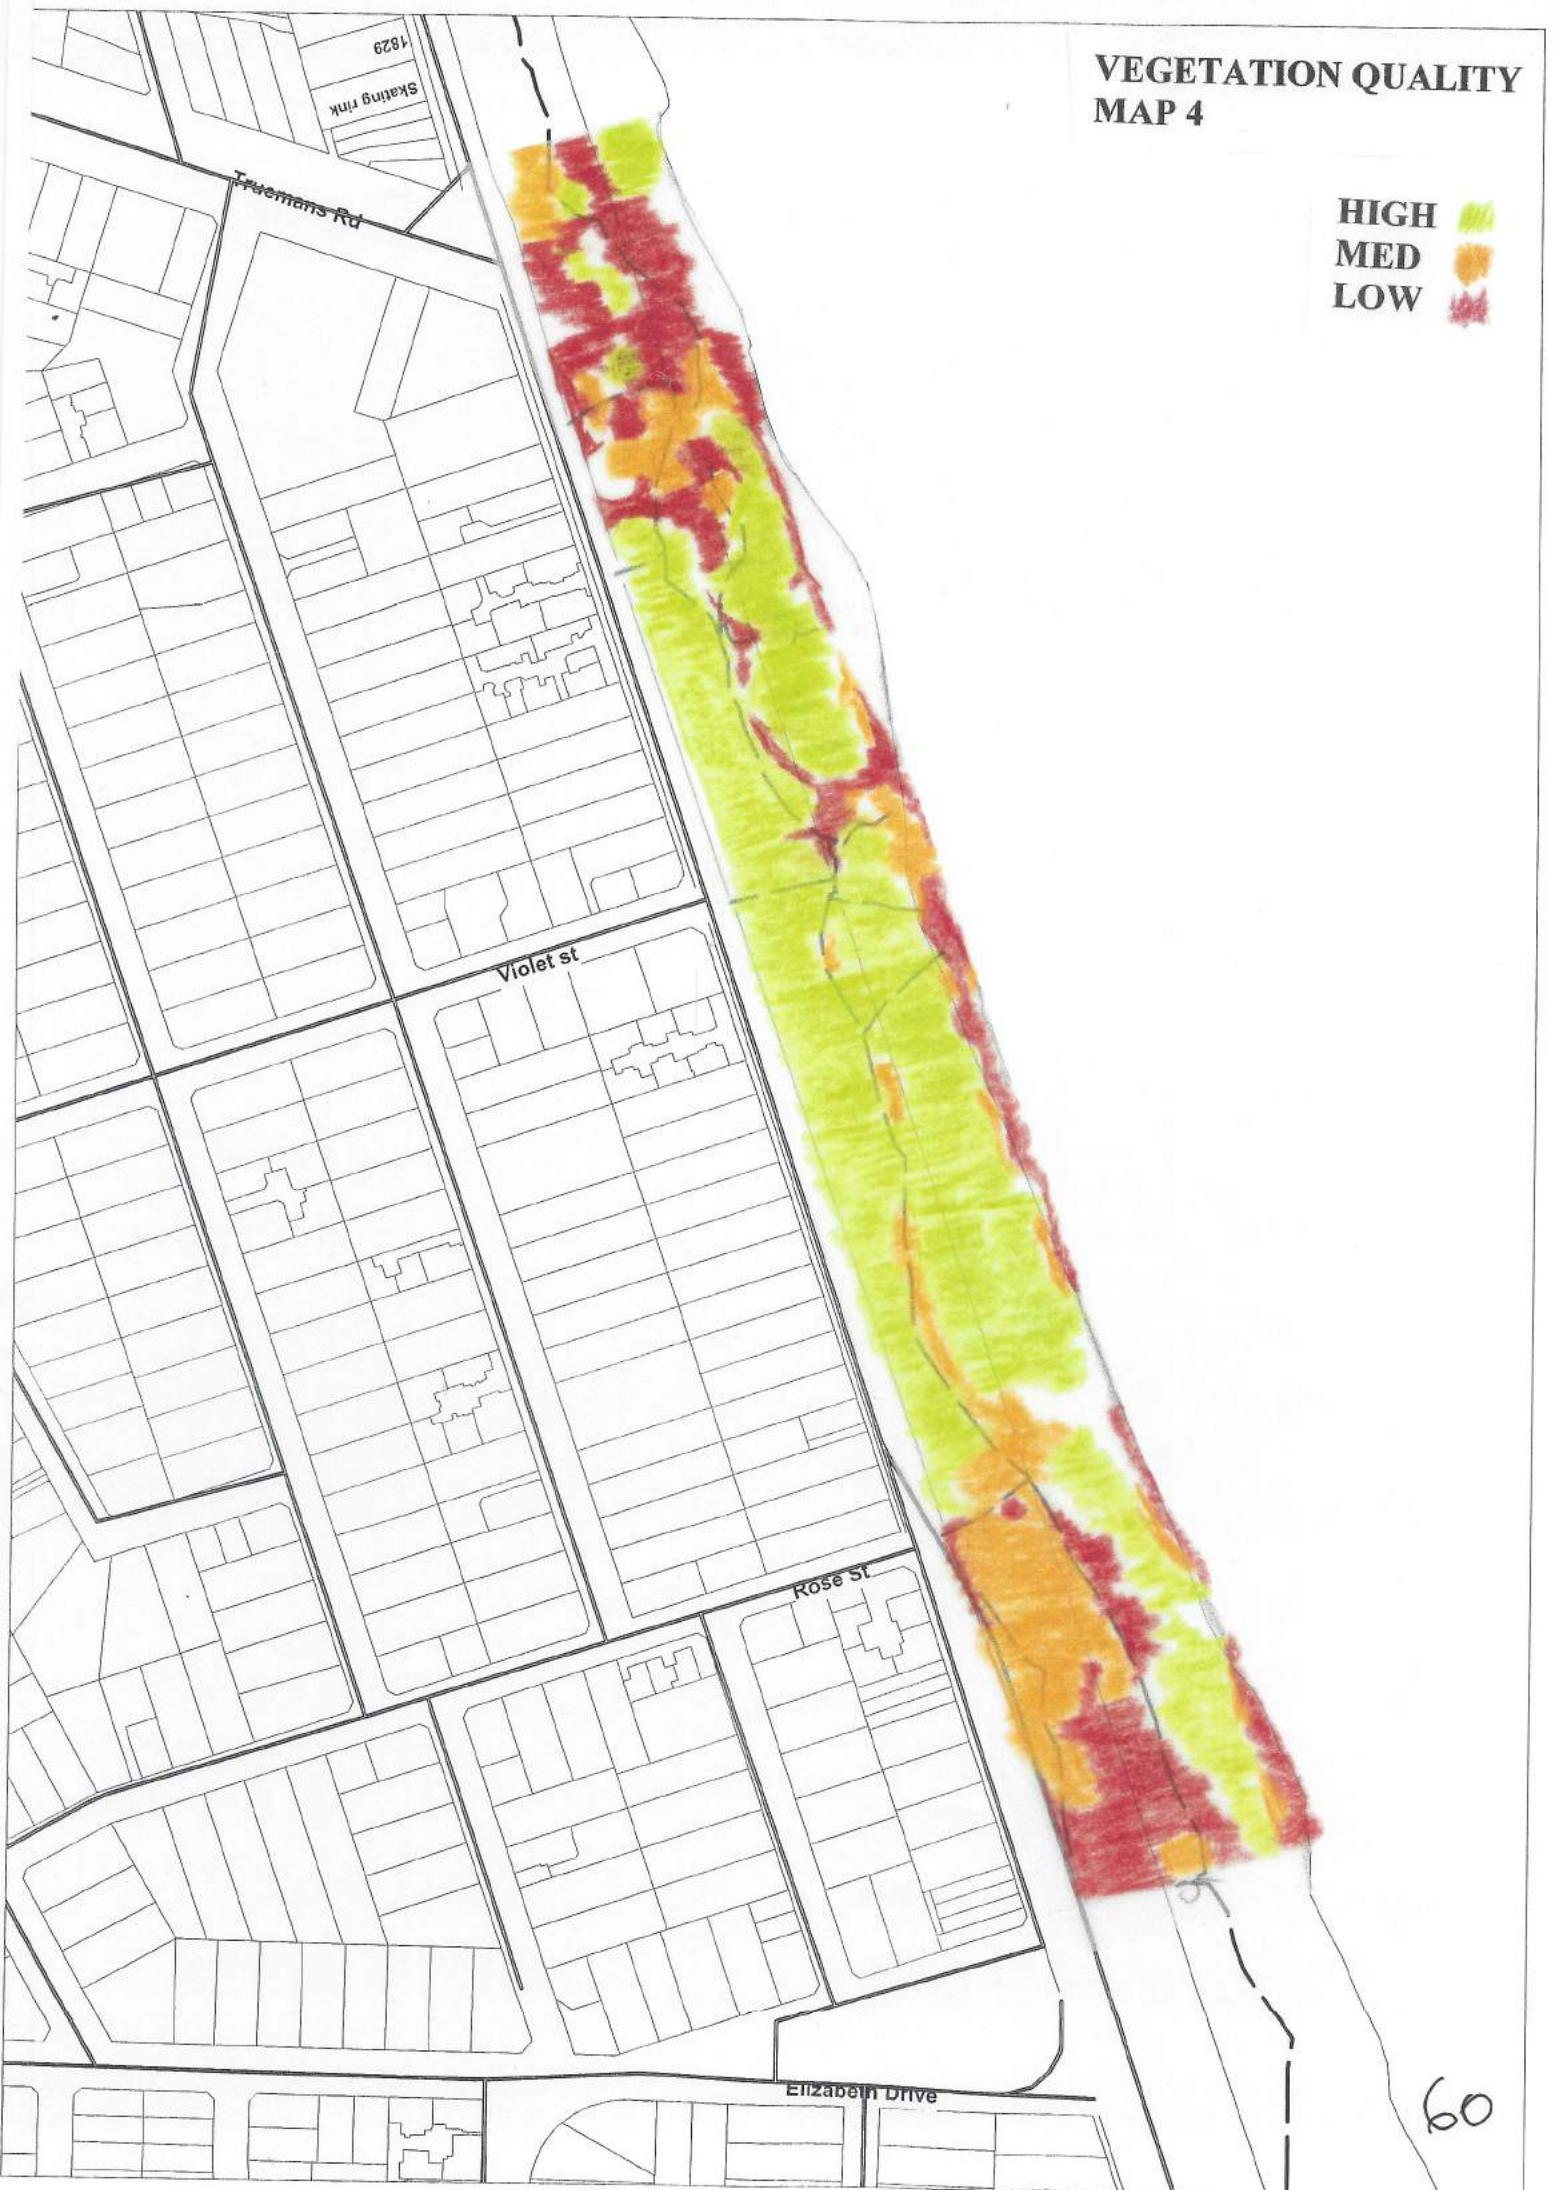 VEGETATION QUALITY
MAP 4
HIGH
MED
LOW
1829
Skating rink
Truemans Rd
Violet st
Rose St
Elizabeth Drive
60